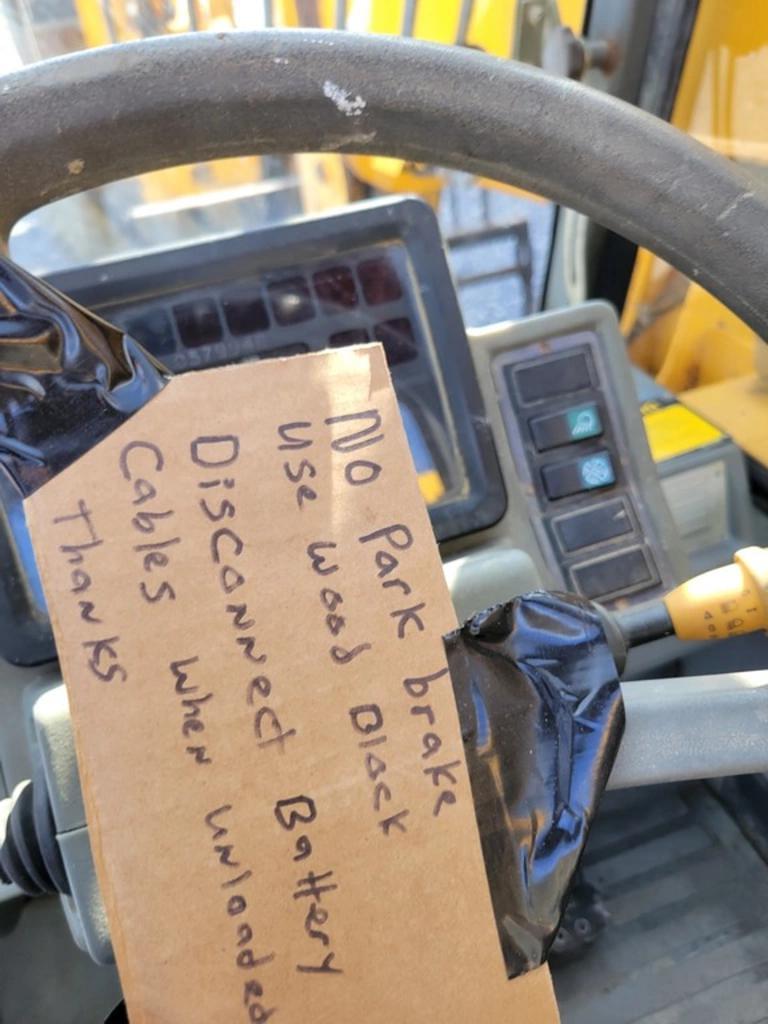 No Park brake
use wood Block
Disconnect Battery
Cables when unloaded
Thanks